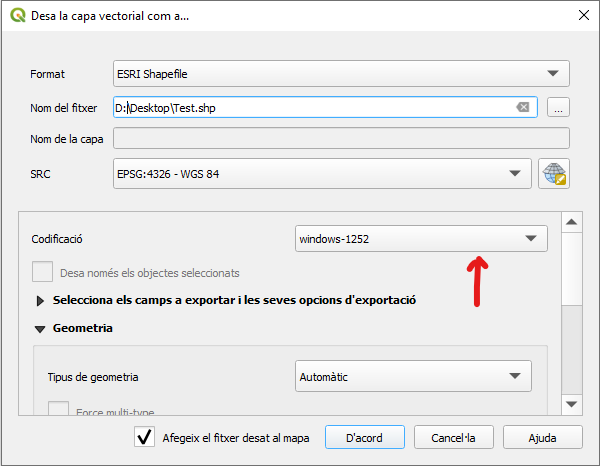 Desa la capa vectorial com a...
Format ESRI Shapefile
Nom del fitxer D:\Desktop\Test.shp ...
Nom de la capa
SRC EPSG:4326 - WGS 84
Codificació windows-1252
Desa només els objectes seleccionats
Selecciona els camps a exportar i les seves opcions d'exportació
Geometria
Tipus de geometria Automàtic
Force multi-type
Afegeix el fitxer desat al mapa D'acord Cancel·la Ajuda